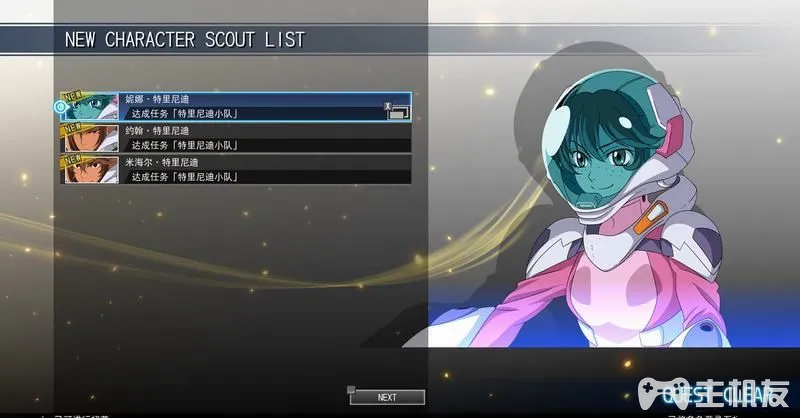 NEW CHARACTER SCOUT LIST
NEW
妮娜·特里尼迪
达成任务「特里尼迪小队」
X
NEW
约翰·特里尼迪
达成任务「特里尼迪小队」
NEW
米海尔·特里尼迪
达成任务「特里尼迪小队」
NEXT
QUEST CLEAR
主机友